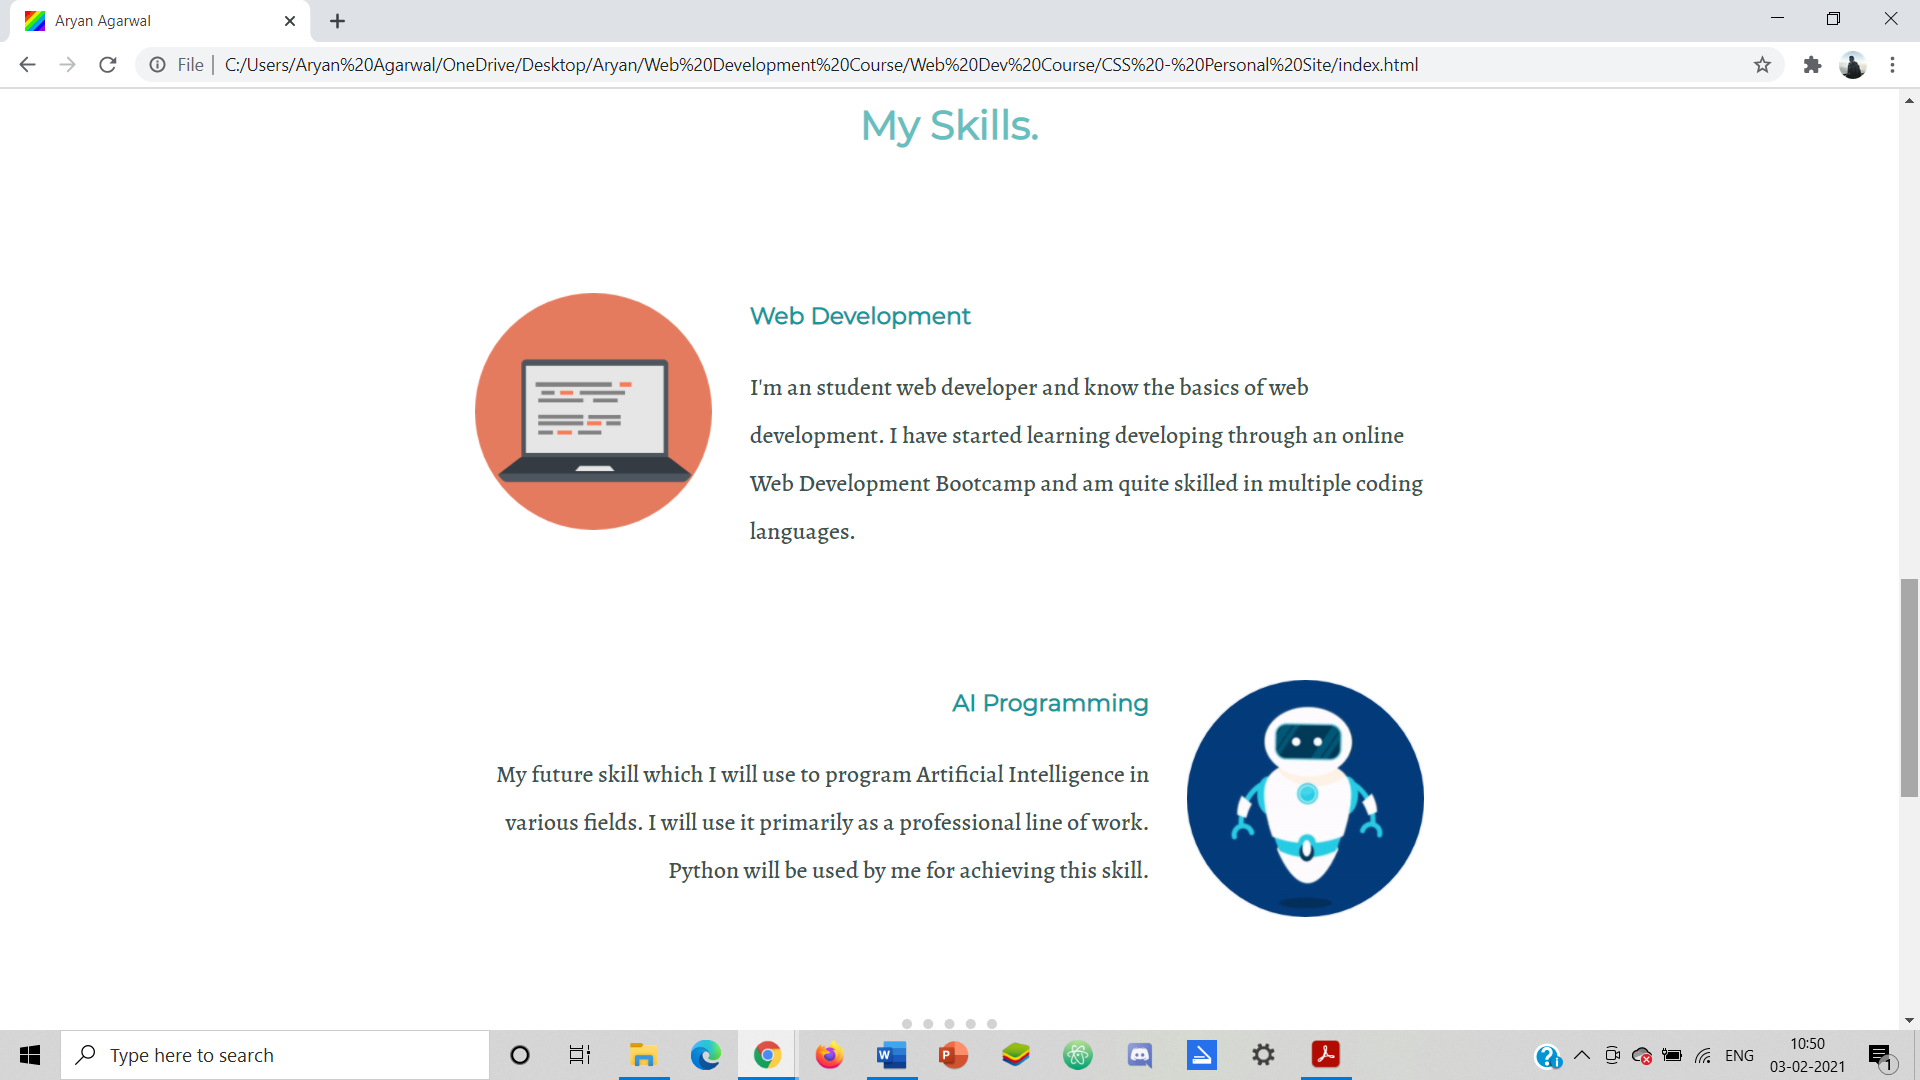 Aryan Agarwal
File
C:/Users/Aryan%20Agarwal/OneDrive/Desktop/Aryan/Web%20Development%20Course/Web%20Dev%20Course/CSS%20-%20Personal%20Site/index.html
My Skills.
Web Development
I'm an student web developer and know the basics of web
development. I have started learning developing through an online
Web Development Bootcamp and am quite skilled in multiple coding
languages.
AI Programming
My future skill which I will use to program Artificial Intelligence in
various fields. I will use it primarily as a professional line of work.
Python will be used by me for achieving this skill.
Type here to search
ENG
10:50
03-02-2021
1